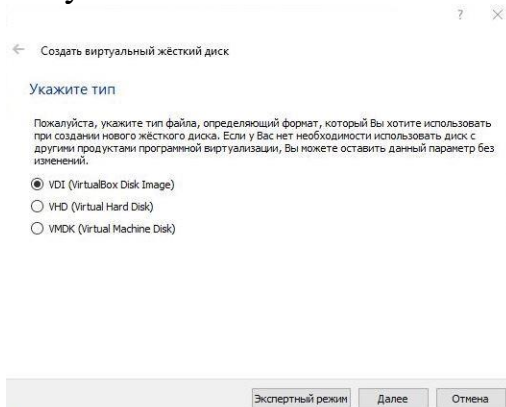 ?
Создать виртуальный жёсткий диск
Укажите тип
Пожалуйста, укажите тип файла, определяющий формат, который Вы хотите использовать
при создании нового жёсткого диска. Если у Вас нет необходимости использовать диск с
другими продуктами программной виртуализации, Вы можете оставить данный параметр без
изменений.
VDI (VirtualBox Disk Image)
VHD (Virtual Hard Disk)
VMDK (Virtual Machine Disk)
Экспертный режим Далее Отмена